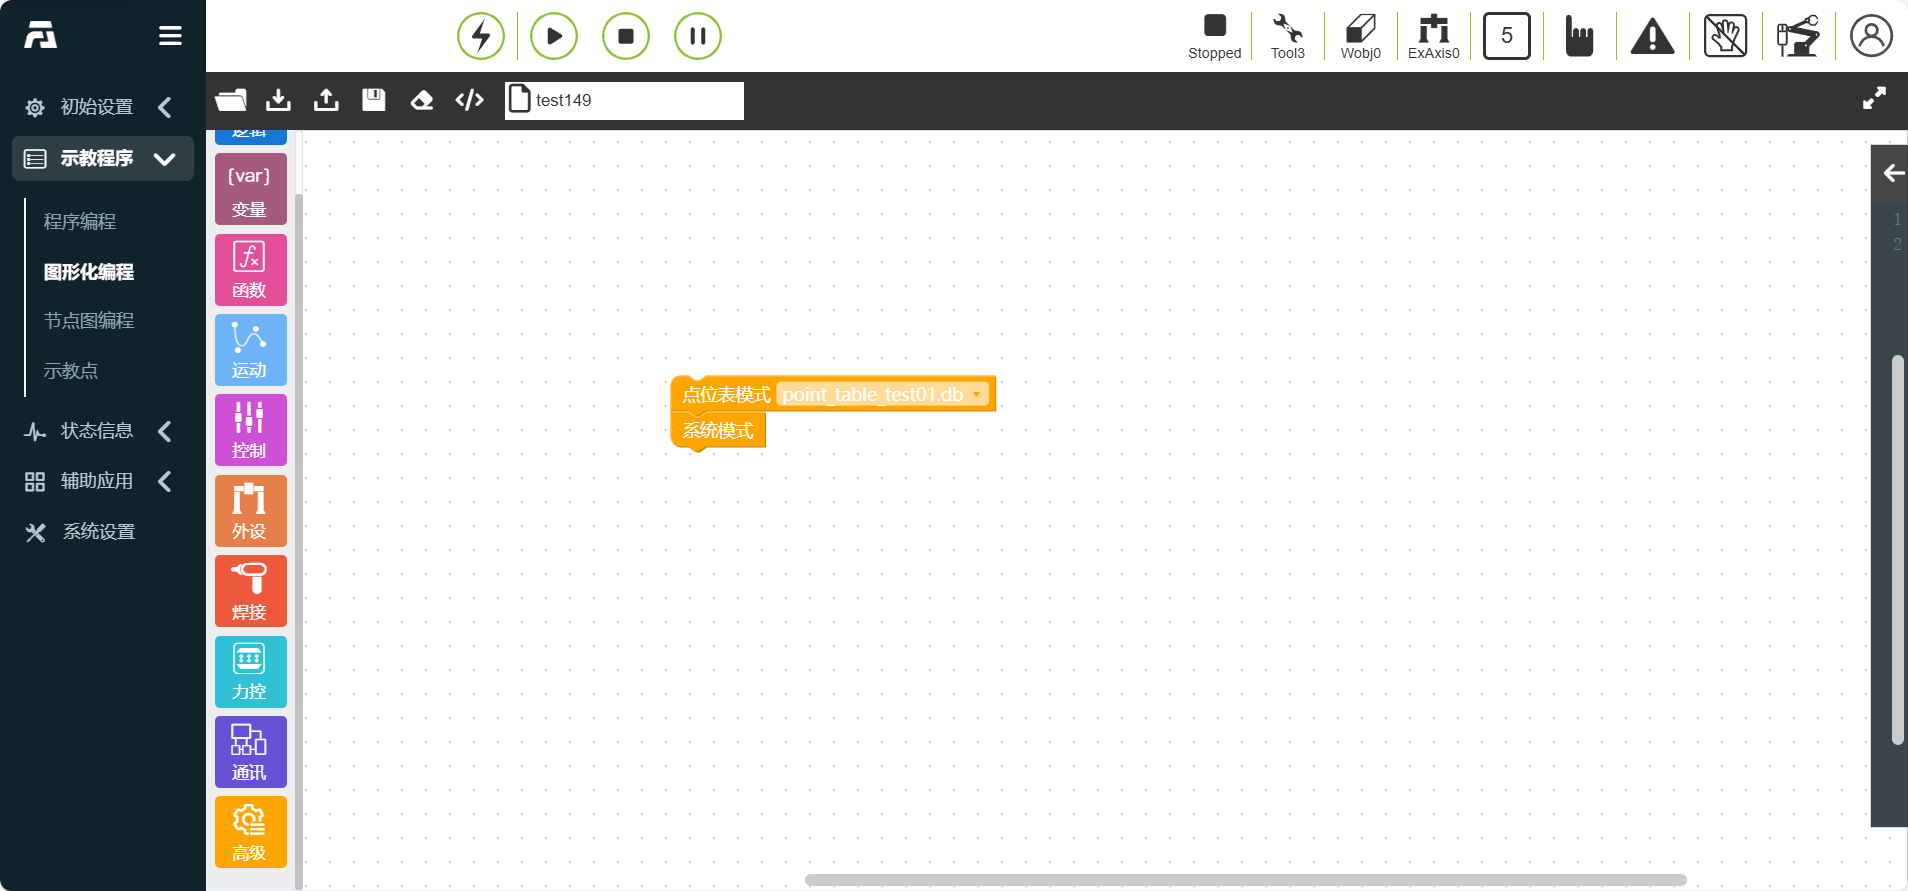 Stopped
Tool3
Wobj0
ExAxis0
5
test149
初始设置
示教程序
程序编程
图形化编程
节点图编程
示教点
状态信息
辅助应用
系统设置
逻辑
{var}
变量
函数
运动
控制
外设
焊接
力控
通讯
高级
点位表模式 point_table_test01.db
系统模式
1
2